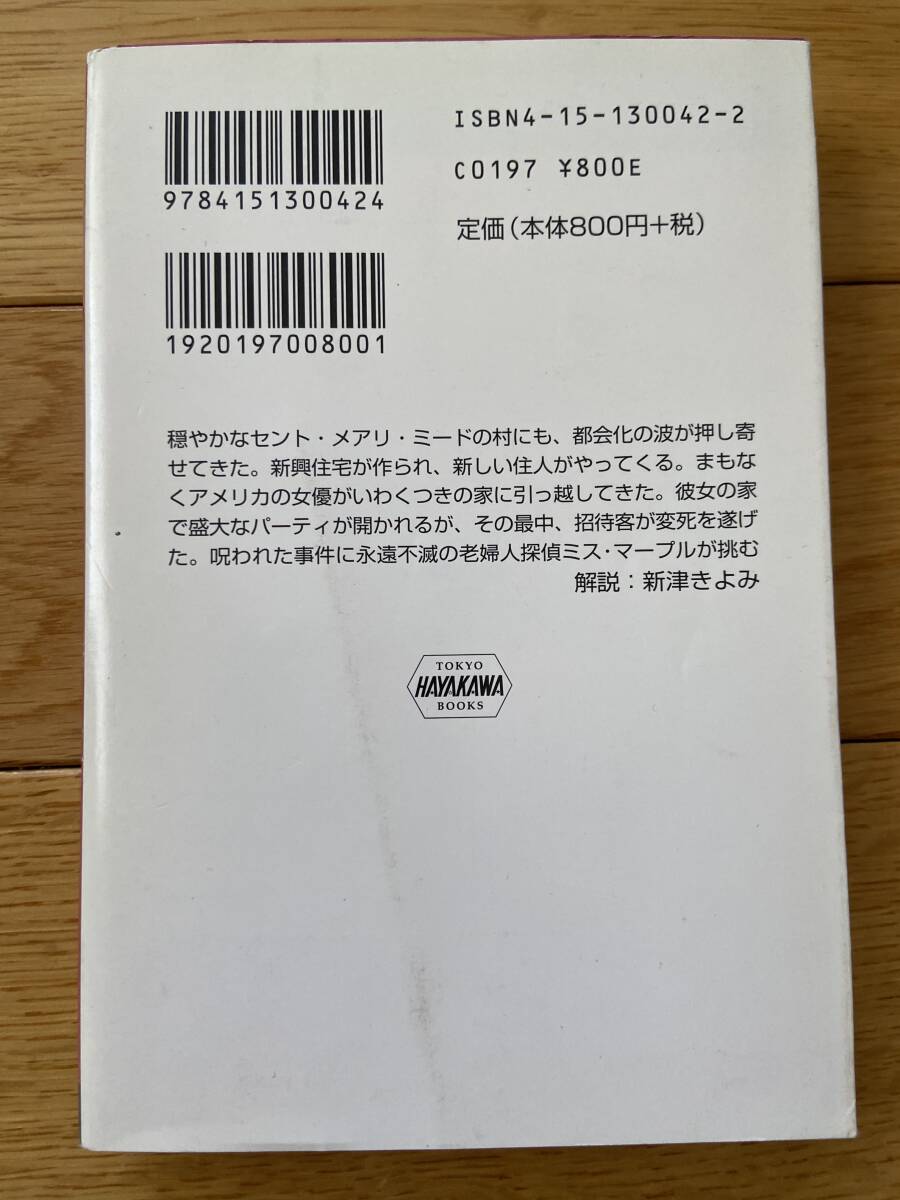 ISBN4-15-130042-2
C0197 ¥800E
定価(本体800円+税)
9784151300424
1920197008001
穏やかなセント・メアリ・ミードの村にも、都会化の波が押し寄
せてきた。新興住宅が作られ、新しい住人がやってくる。まもな
くアメリカの女優がいわくつきの家に引っ越してきた。彼女の家
で盛大なパーティが開かれるが、その最中、招待客が変死を遂げ
た。呪われた事件に永遠不滅の老婦人探偵ミス・マープルが挑む
解説：新津きよみ
TOKYO
HAYAKAWA
BOOKS